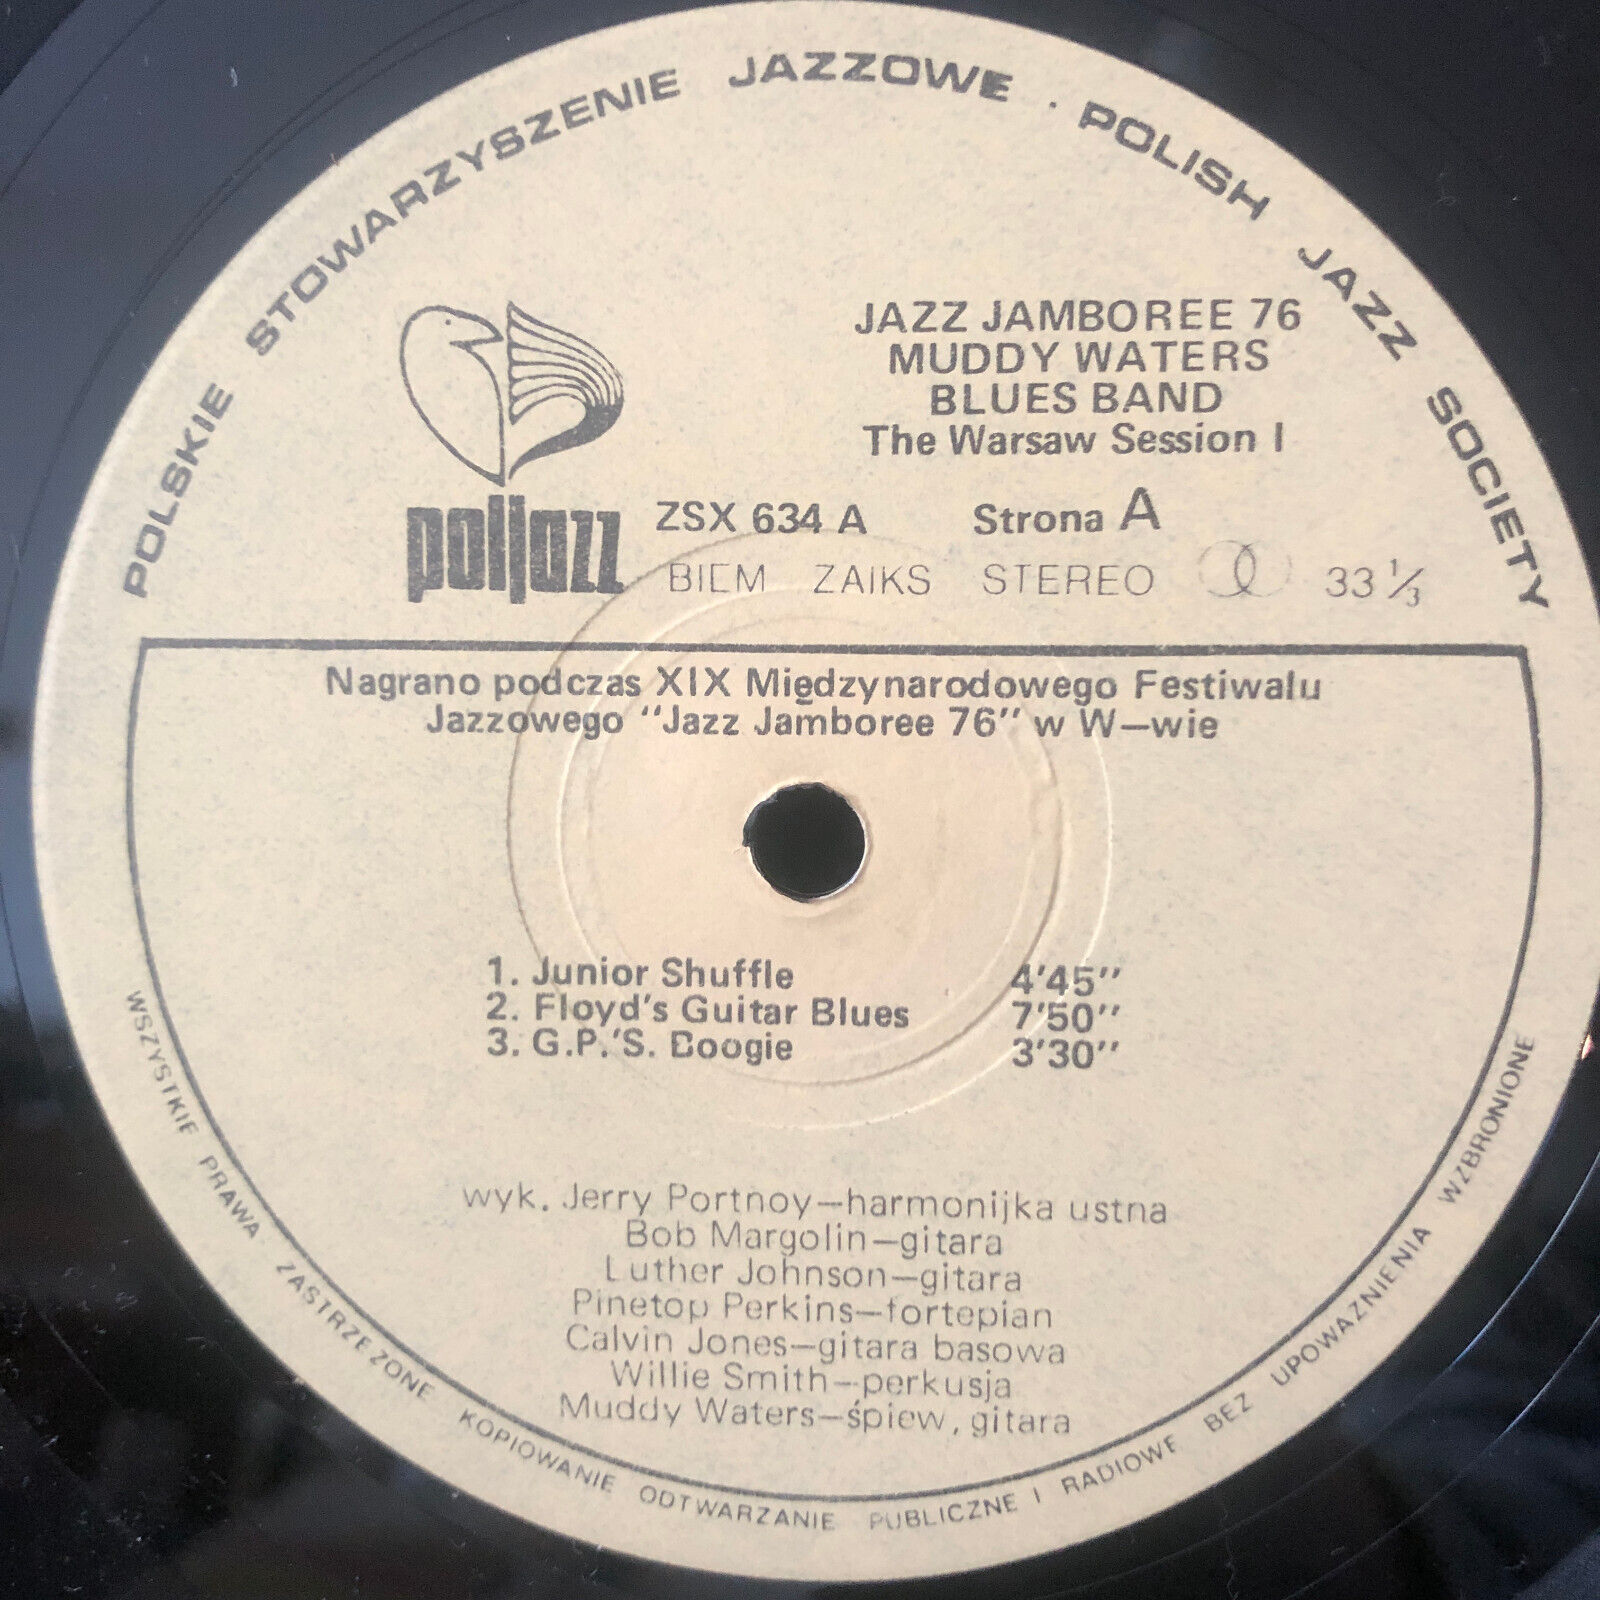 POLSKIE STOWARZYSZENIE JAZZOWE · POLISH JAZZ SOCIETY
JAZZ JAMBOREE 76
MUDDY WATERS
BLUES BAND
The Warsaw Session I
poljazz
ZSX 634 A Strona A
BIEM ZAIKS STEREO 33 1/3
Nagrano podczas XIX Międzynarodowego Festiwalu
Jazzowego "Jazz Jamboree 76" w W—wie
1. Junior Shuffle 4'45''
2. Floyd's Guitar Blues 7'50''
3. G.P.'S. Boogie 3'30''
wyk. Jerry Portnoy—harmonijka ustna
Bob Margolin—gitara
Luther Johnson—gitara
Pinetop Perkins—fortepian
Calvin Jones—gitara basowa
Willie Smith—perkusja
Muddy Waters—śpiew, gitara
WSZYSTKIE PRAWA ZASTRZEZONE KOPIOWANIE ODTWARZANIE PUBLICZNE I RADIOWE BEZ UPOWAZNIENIA WZBRONIONE